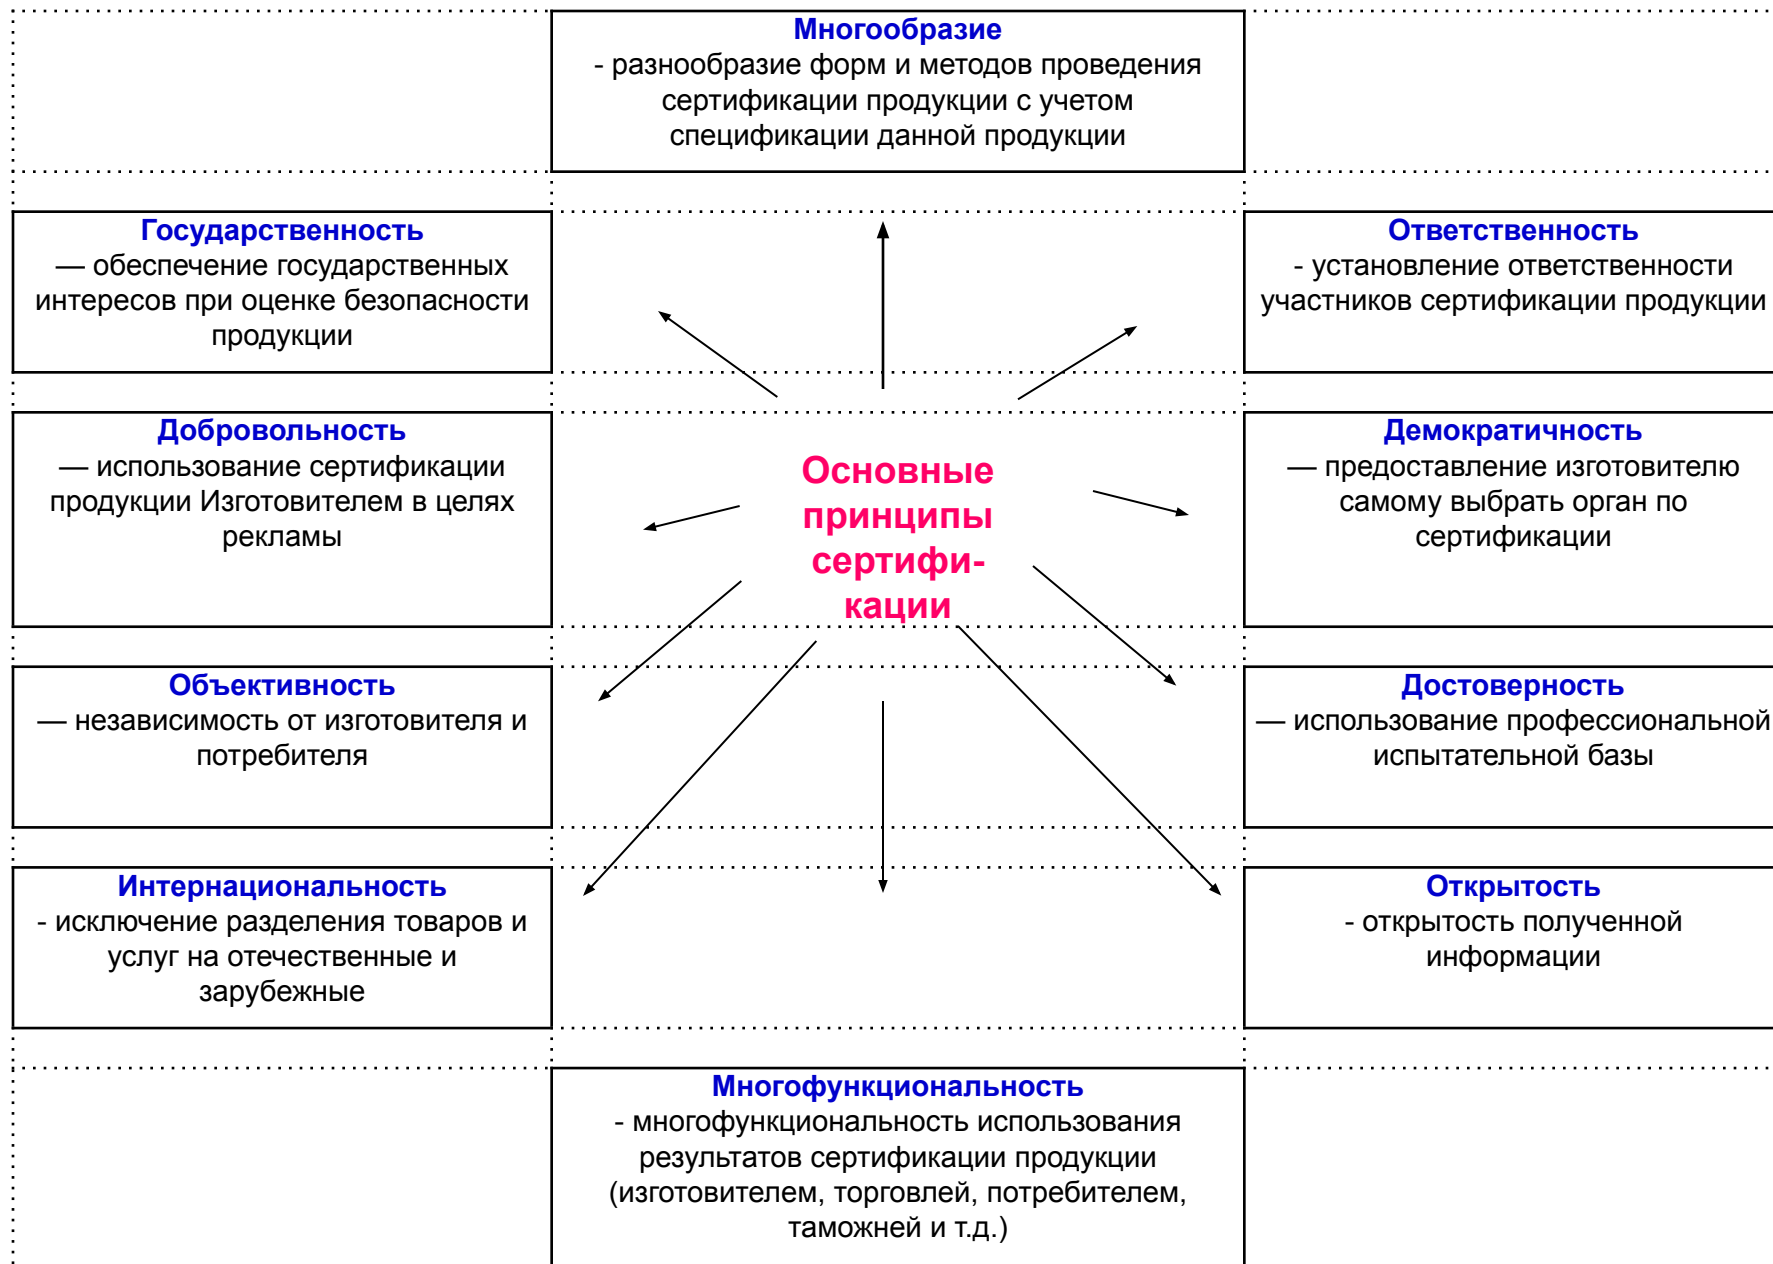 Многообразие
- разнообразие форм и методов проведения
сертификации продукции с учетом
спецификации данной продукции
Государственность
— обеспечение государственных
интересов при оценке безопасности
продукции
Ответственность
- установление ответственности
участников сертификации продукции
Добровольность
— использование сертификации
продукции Изготовителем в целях
рекламы
Основные
принципы
сертифи-
кации
Демократичность
— предоставление изготовителю
самому выбрать орган по
сертификации
Объективность
— независимость от изготовителя и
потребителя
Достоверность
— использование профессиональной
испытательной базы
Интернациональность
- исключение разделения товаров и
услуг на отечественные и
зарубежные
Открытость
- открытость полученной
информации
Многофункциональность
- многофункциональность использования
результатов сертификации продукции
(изготовителем, торговлей, потребителем,
таможней и т.д.)